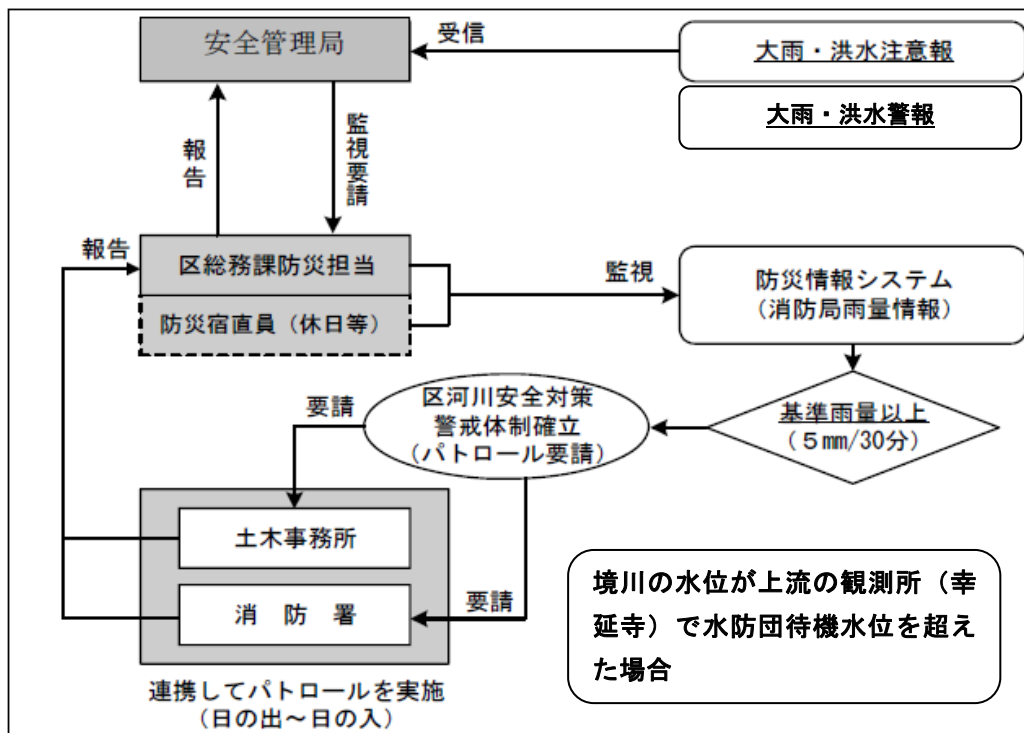 安全管理局
受信
大雨・洪水注意報
大雨・洪水警報
報告
監視要請
報告
区総務課防災担当
防災宿直員（休日等）
監視
防災情報システム
（消防局雨量情報）
基準雨量以上
（５mm/30分）
区河川安全対策
警戒体制確立
（パトロール要請）
要請
土木事務所
消　防　署
要請
連携してパトロールを実施
（日の出～日の入）
境川の水位が上流の観測所（幸
延寺）で水防団待機水位を超え
た場合